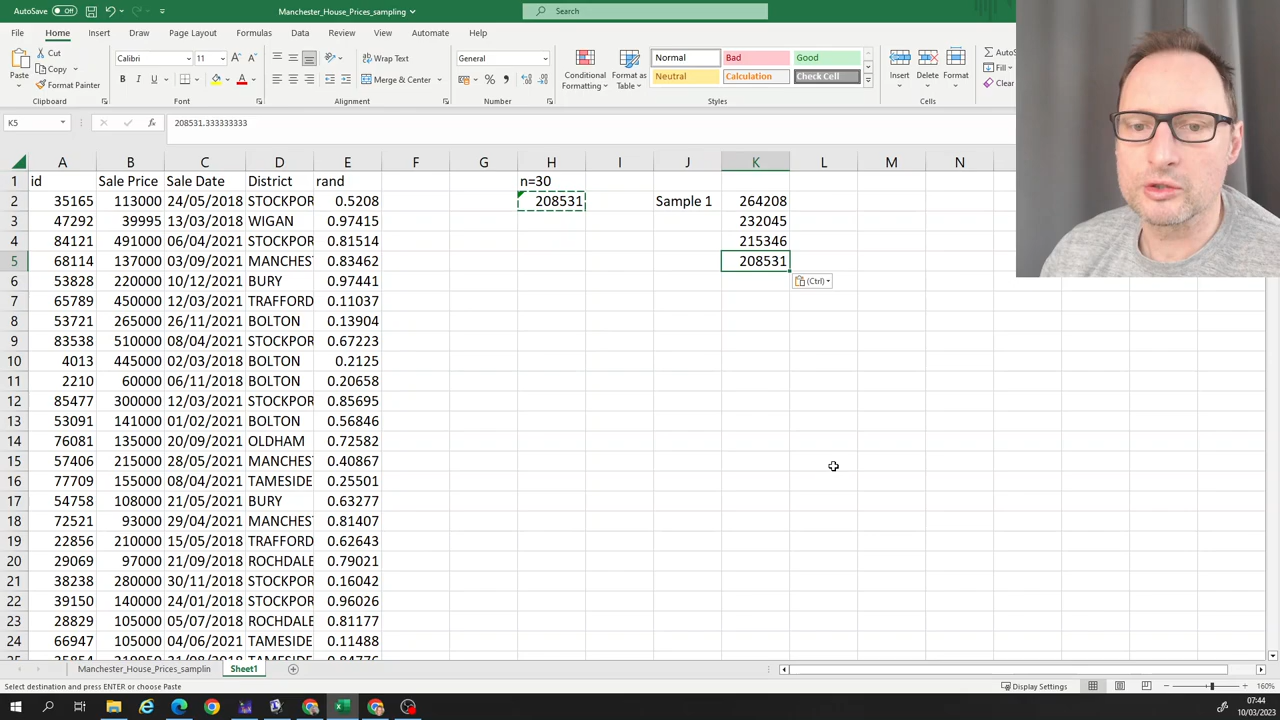 AutoSave Off
Manchester_House_Prices_sampling
Search
File Home Insert Draw Page Layout Formulas Data Review View Automate Help
Cut
Copy
Format Painter
Paste
Calibri 11
B I U
Wrap Text
Merge & Center
General
Conditional Formatting
Format as Table
Normal Bad Good
Neutral Calculation Check Cell
Insert Delete Format
Fill
Clear
Clipboard Font Alignment Number Styles Cells
K5 fx 208531.333333333
A B C D E F G H I J K L M N
1 id Sale Price Sale Date District rand n=30
2 35165 113000 24/05/2018 STOCKPOR 0.5208 208531 Sample 1 264208
3 47292 39995 13/03/2018 WIGAN 0.97415 232045
4 84121 491000 06/04/2021 STOCKPOR 0.81514 215346
5 68114 137000 03/09/2021 MANCHES 0.83462 208531
6 53828 220000 10/12/2021 BURY 0.97441 (Ctrl)
7 65789 450000 12/03/2021 TRAFFORD 0.11037
8 53721 265000 26/11/2021 BOLTON 0.13904
9 83538 510000 08/04/2021 STOCKPOR 0.67223
10 4013 445000 02/03/2018 BOLTON 0.2125
11 2210 60000 06/11/2018 BOLTON 0.20658
12 85477 300000 12/03/2021 STOCKPOR 0.85695
13 53091 141000 01/02/2021 BOLTON 0.56846
14 76081 135000 20/09/2021 OLDHAM 0.72582
15 57406 215000 28/05/2021 MANCHES 0.40867
16 77709 155000 08/04/2021 TAMESIDE 0.25501
17 54758 108000 21/05/2021 BURY 0.63277
18 72521 93000 29/04/2021 MANCHES 0.81407
19 22856 210000 15/05/2018 TRAFFORD 0.62643
20 29069 97000 21/09/2018 ROCHDALE 0.79021
21 38238 280000 30/11/2018 STOCKPOR 0.16042
22 39150 140000 24/01/2018 STOCKPOR 0.96026
23 28829 105000 05/07/2018 ROCHDALE 0.81177
24 66947 105000 04/06/2021 TAMESIDE 0.11488
Manchester_House_Prices_samplin Sheet1
Select destination and press ENTER or choose Paste
Display Settings
160%
07:44
10/03/2023